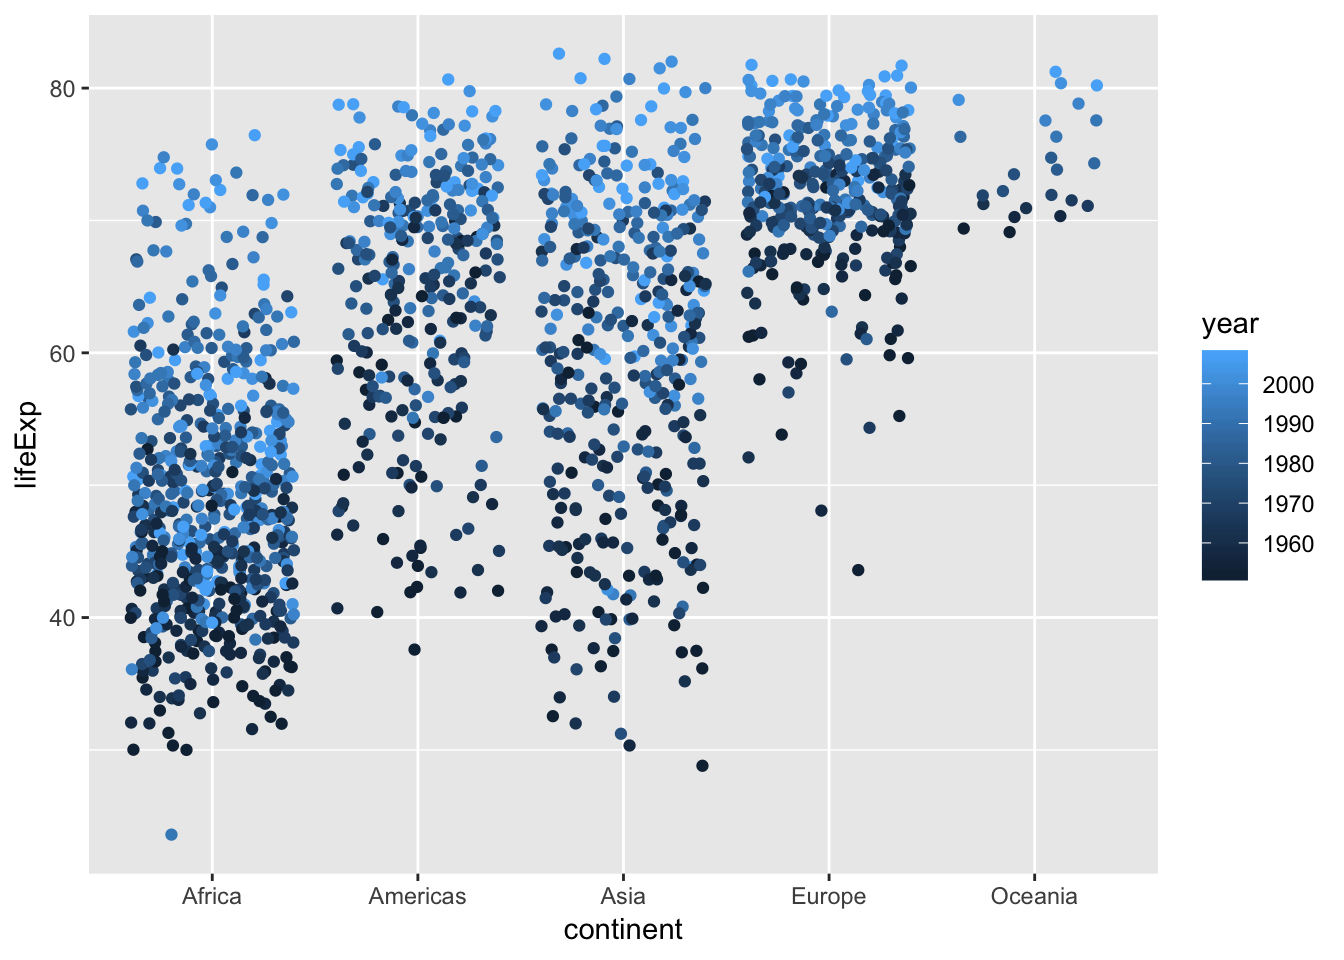 lifeExp
80
60
40
Africa
Americas
Asia
Europe
Oceania
continent
year
2000
1990
1980
1970
1960